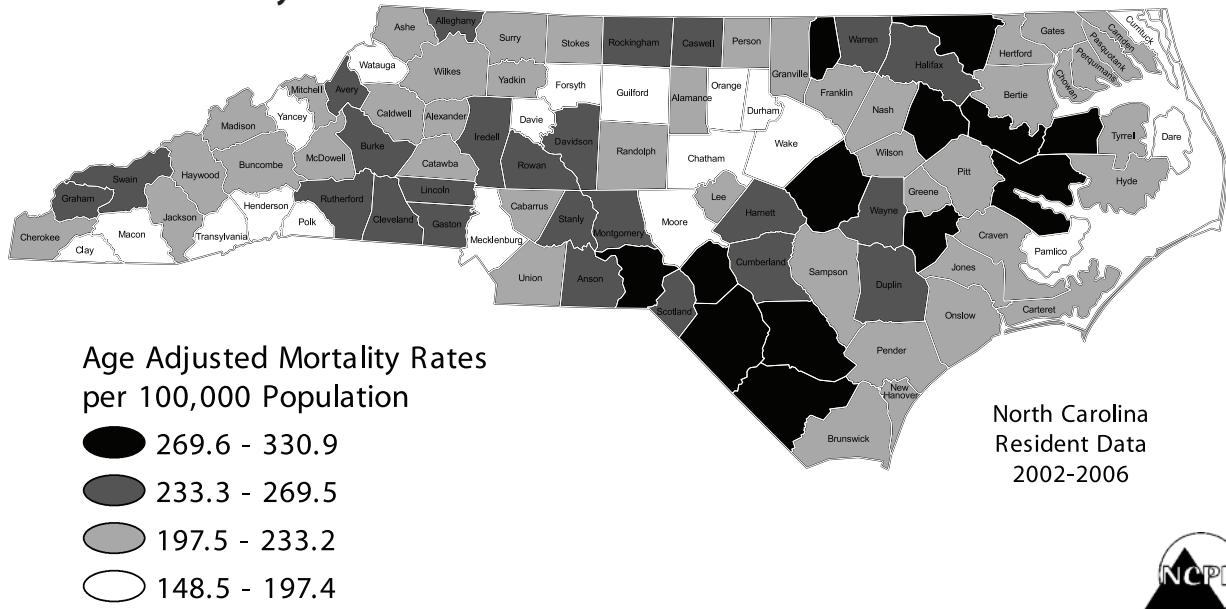 Ashe
Alleghany
Surry
Stokes
Rockingham
Caswell
Person
Granville
Warren
Halifax
Hertford
Gates
Camden
Pasquotank
Perquimans
Chowan
Currituck
Watauga
Wilkes
Yadkin
Forsyth
Guilford
Alamance
Orange
Durham
Franklin
Nash
Bertie
Mitchell
Avery
Yancey
Caldwell
Alexander
Iredell
Davie
Davidson
Randolph
Chatham
Wake
Wilson
Tyrrell
Dare
Madison
Buncombe
McDowell
Burke
Catawba
Rowan
Greene
Pitt
Hyde
Swain
Graham
Haywood
Jackson
Henderson
Rutherford
Lincoln
Cabarrus
Stanly
Montgomery
Moore
Lee
Harnett
Wayne
Cherokee
Clay
Macon
Transylvania
Polk
Cleveland
Gaston
Mecklenburg
Craven
Pamlico
Union
Anson
Scotland
Cumberland
Sampson
Duplin
Jones
Onslow
Carteret
Pender
New
Hanover
Brunswick
Age Adjusted Mortality Rates
per 100,000 Population
269.6 - 330.9
233.3 - 269.5
197.5 - 233.2
148.5 - 197.4
North Carolina
Resident Data
2002-2006